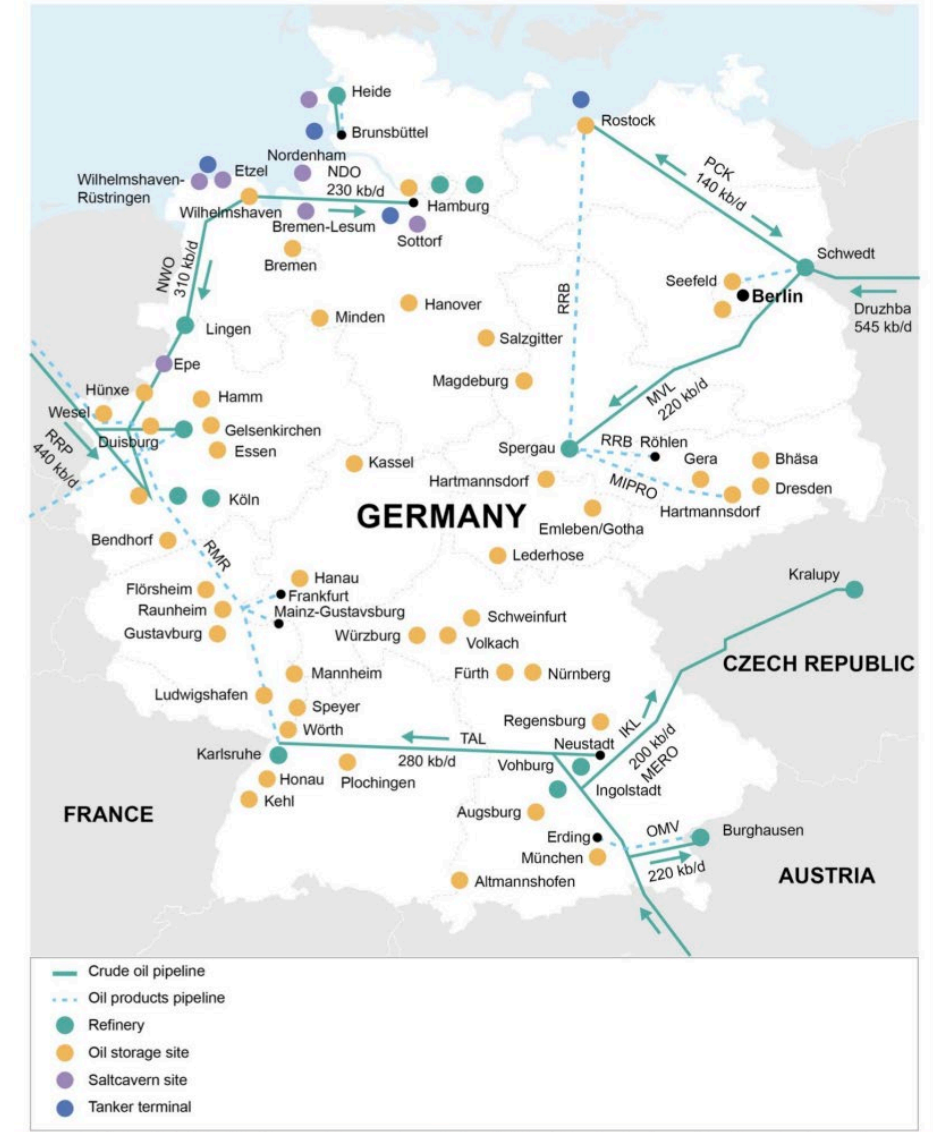 Heide
Brunsbüttel
Rostock
Nordenham
Etzel
Wilhelmshaven-
Rüstringen
NDO
230 kb/d
PCK
140 kb/d
Wilhelmshaven
Hamburg
Bremen-Lesum
Sottorf
Bremen
Schwedt
NWO
310 kb/d
Seefeld
Berlin
Druzhba
545 kb/d
RRB
Hanover
Minden
Lingen
Salzgitter
Epe
Magdeburg
MVL
220 kb/d
Hünxe
Hamm
Wesel
Duisburg
Gelsenkirchen
Essen
RRP
440 kb/d
Spergau
RRB
Röhlen
Gera
Bhäsa
Kassel
Hartmannsdorf
MIPRO
Dresden
Hartmannsdorf
Köln
GERMANY
Emleben/Gotha
Bendhorf
RMR
Lederhose
Hanau
Kralupy
Flörsheim
Frankfurt
Raunheim
Mainz-Gustavsburg
Schweinfurt
Gustavburg
Würzburg
Volkach
CZECH REPUBLIC
Mannheim
Fürth
Nürnberg
Ludwigshafen
Speyer
Wörth
Regensburg
IKL
200 kb/d
MERO
TAL
280 kb/d
Neustadt
Karlsruhe
Vohburg
Plochingen
Honau
Ingolstadt
Kehl
FRANCE
Augsburg
Erding
OMV
220 kb/d
Burghausen
München
Altmannshofen
AUSTRIA
Crude oil pipeline
Oil products pipeline
Refinery
Oil storage site
Saltcavern site
Tanker terminal